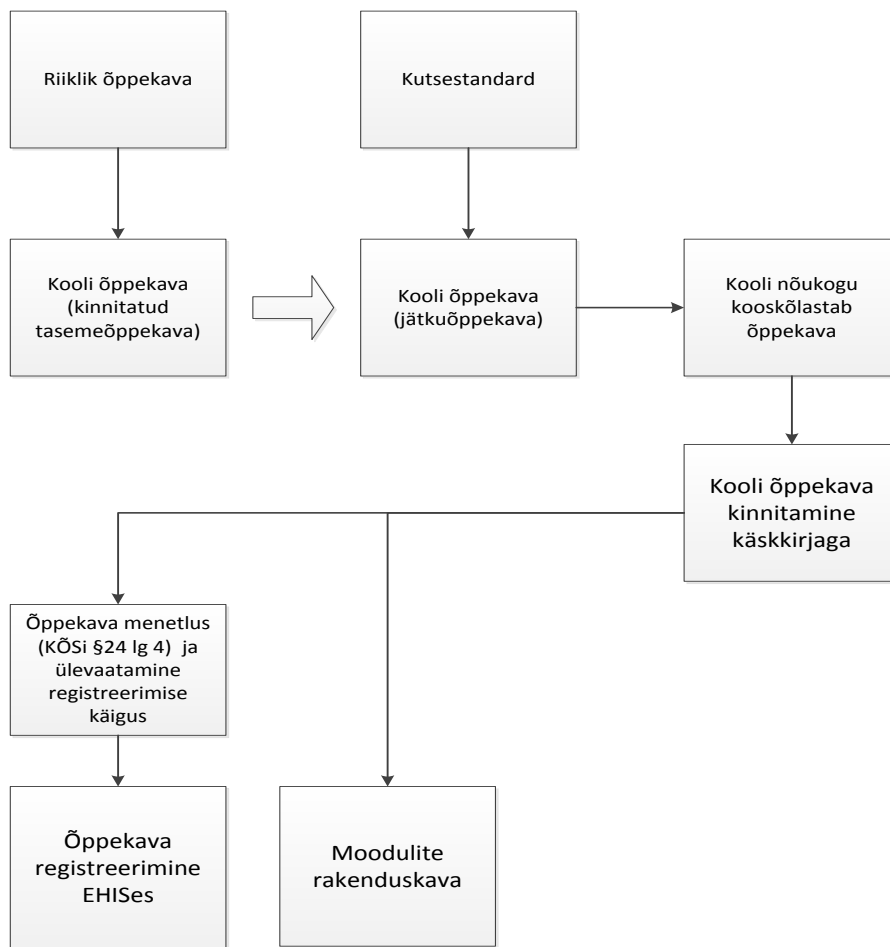 Riiklik õppekava
Kutsestandard
Kooli õppekava
(kinnitatud
tasemeõppekava)
Kooli õppekava
(jätkuõppekava)
Kooli nõukogu
kooskõlastab
õppekava
Kooli õppekava
kinnitamine
käskkirjaga
Õppekava menetlus
(KÕSi §24 lg 4) ja
ülevaatamine
registreerimise
käigus
Õppekava
registreerimine
EHISes
Moodulite
rakenduskava